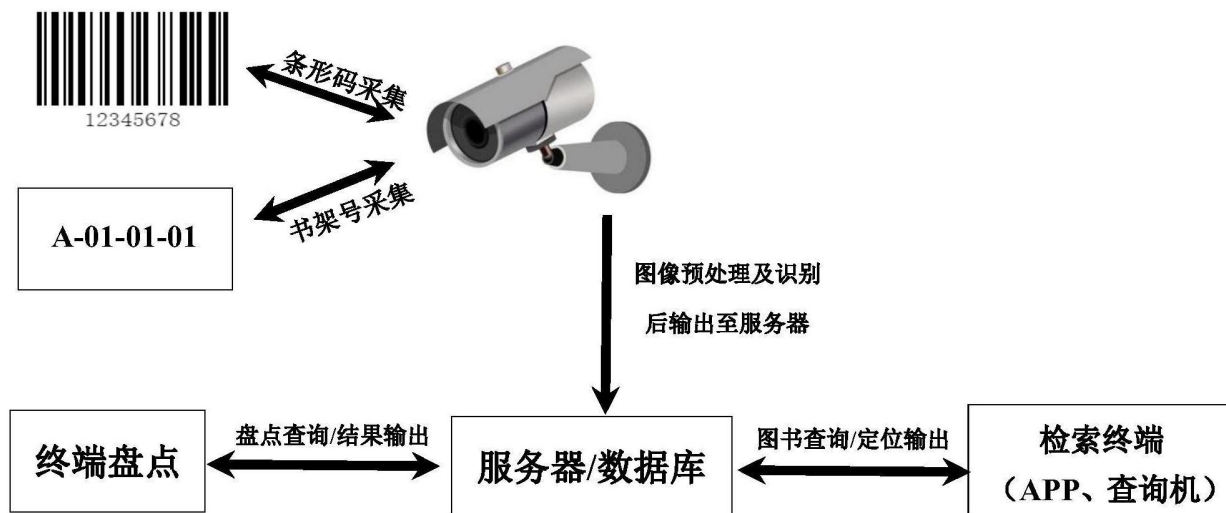 12345678
条形码采集
A-01-01-01
书架号采集
图像预处理及识别
后输出至服务器
终端盘点
盘点查询/结果输出
服务器/数据库
图书查询/定位输出
检索终端
（APP、查询机）